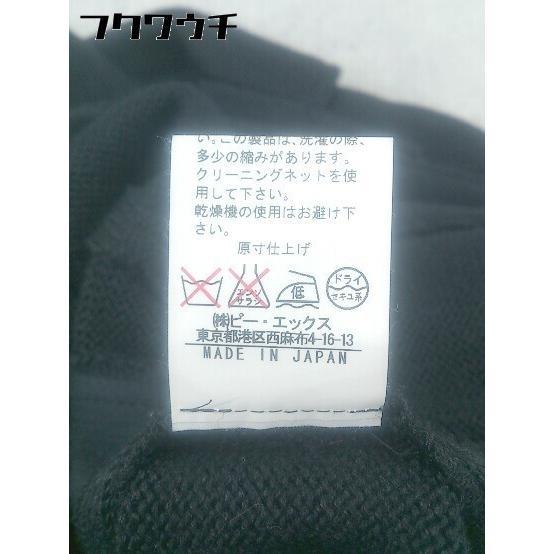 フクワウチ
い。この製品は、洗濯の際、
多少の縮みがあります。
クリーニングネットを使
用して下さい。
乾燥機の使用はお避け下
さい。
原寸仕上げ
エンソ
サラシ
低
ドライ
セキユ系
㈱ピー・エックス
東京都港区西麻布4-16-13
MADE IN JAPAN